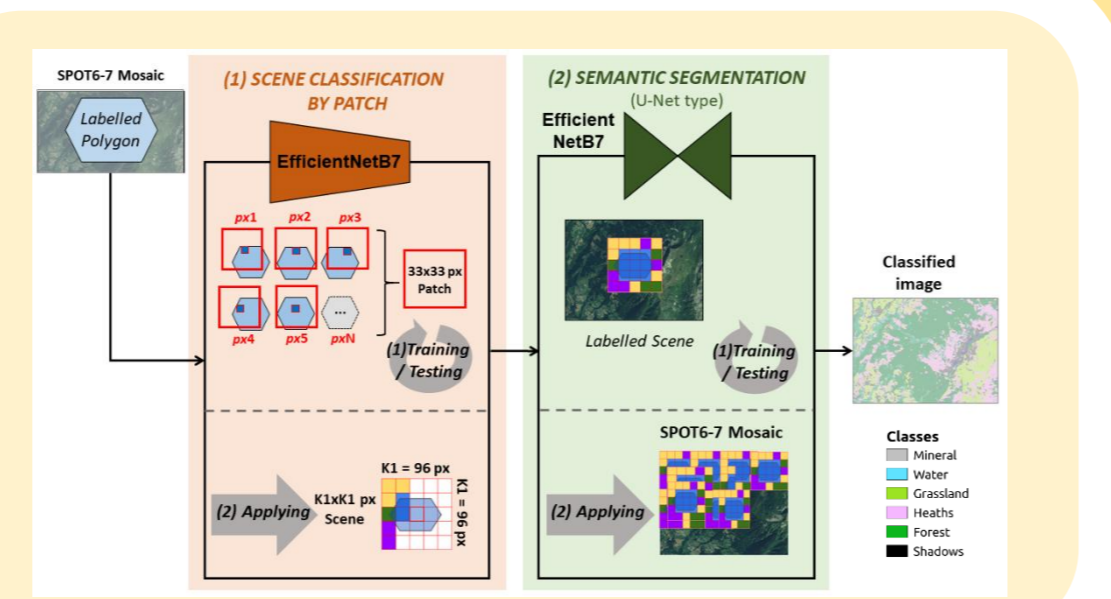 SPOT6-7 Mosaic
Labelled
Polygon
(1) SCENE CLASSIFICATION
BY PATCH
EfficientNetB7
px1
px2
px3
33x33 px
Patch
...
px4
px5
pxN
(1)Training
/ Testing
(2) Applying
K1xK1 px
Scene
K1 = 96 px
K1 = 96 px
(2) SEMANTIC SEGMENTATION
(U-Net type)
Efficient
NetB7
Labelled Scene
(1)Training
/ Testing
(2) Applying
SPOT6-7 Mosaic
Classified
image
Classes
Mineral
Water
Grassland
Heaths
Forest
Shadows